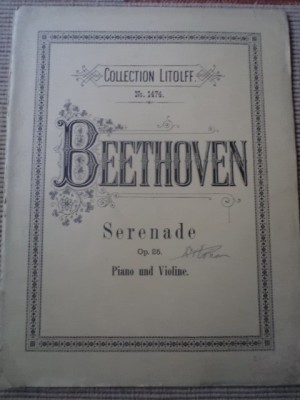 COLLECTION LITOLFF
No. 1474.
BEETHOVEN
Serenade
Op. 25.
Piano und Violine.